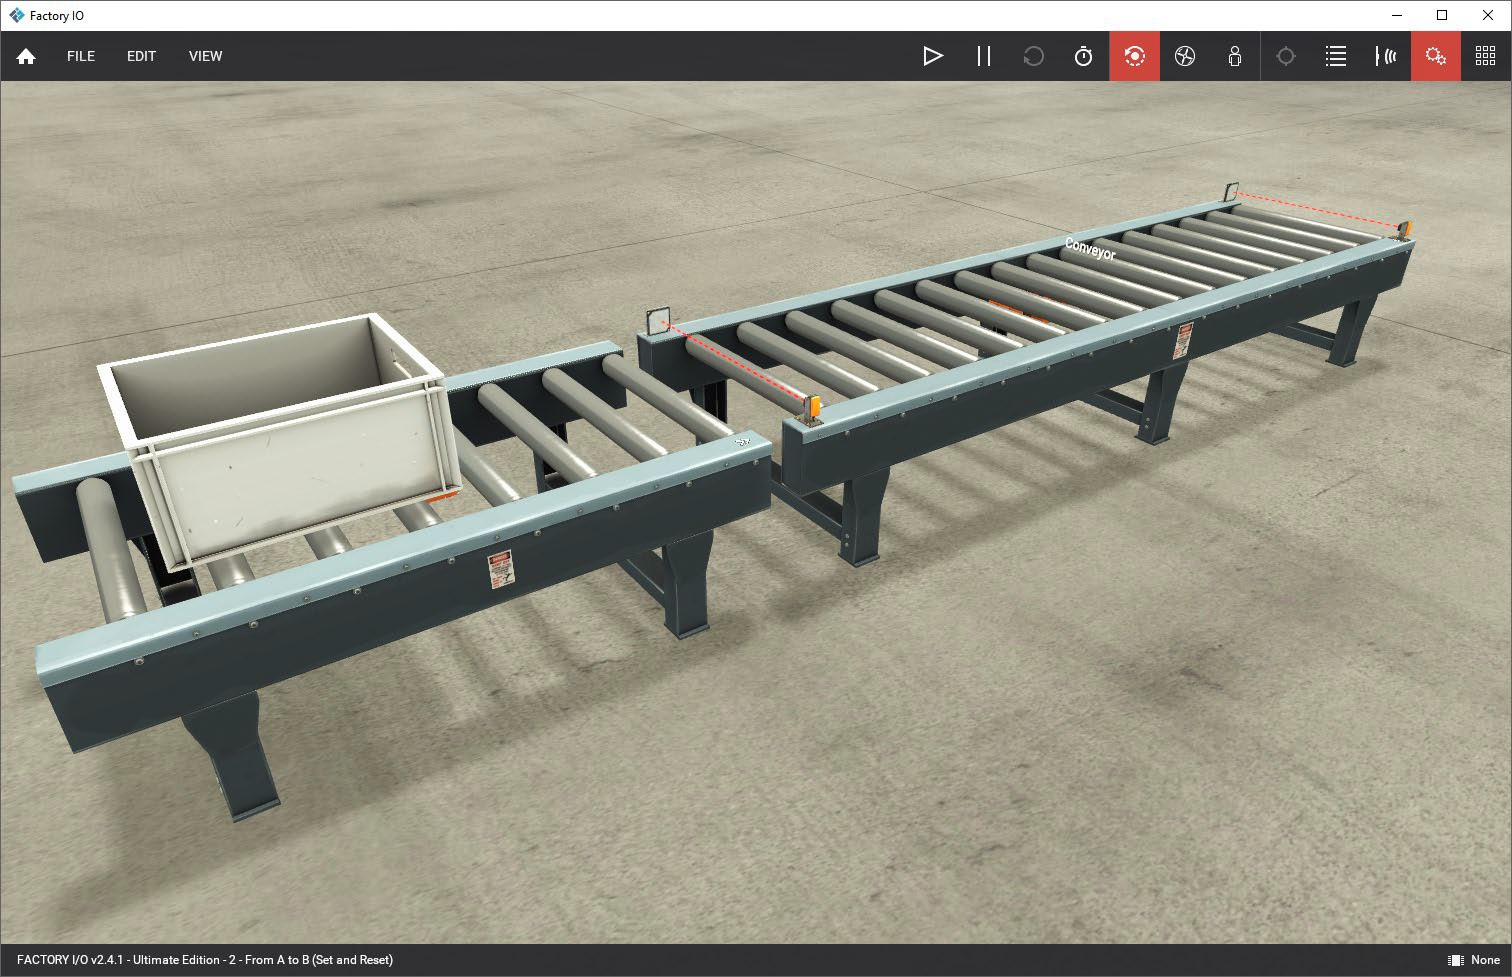 Factory IO
FILE
EDIT
VIEW
Conveyor
FACTORY I/O v2.4.1 - Ultimate Edition - 2 - From A to B (Set and Reset)
None